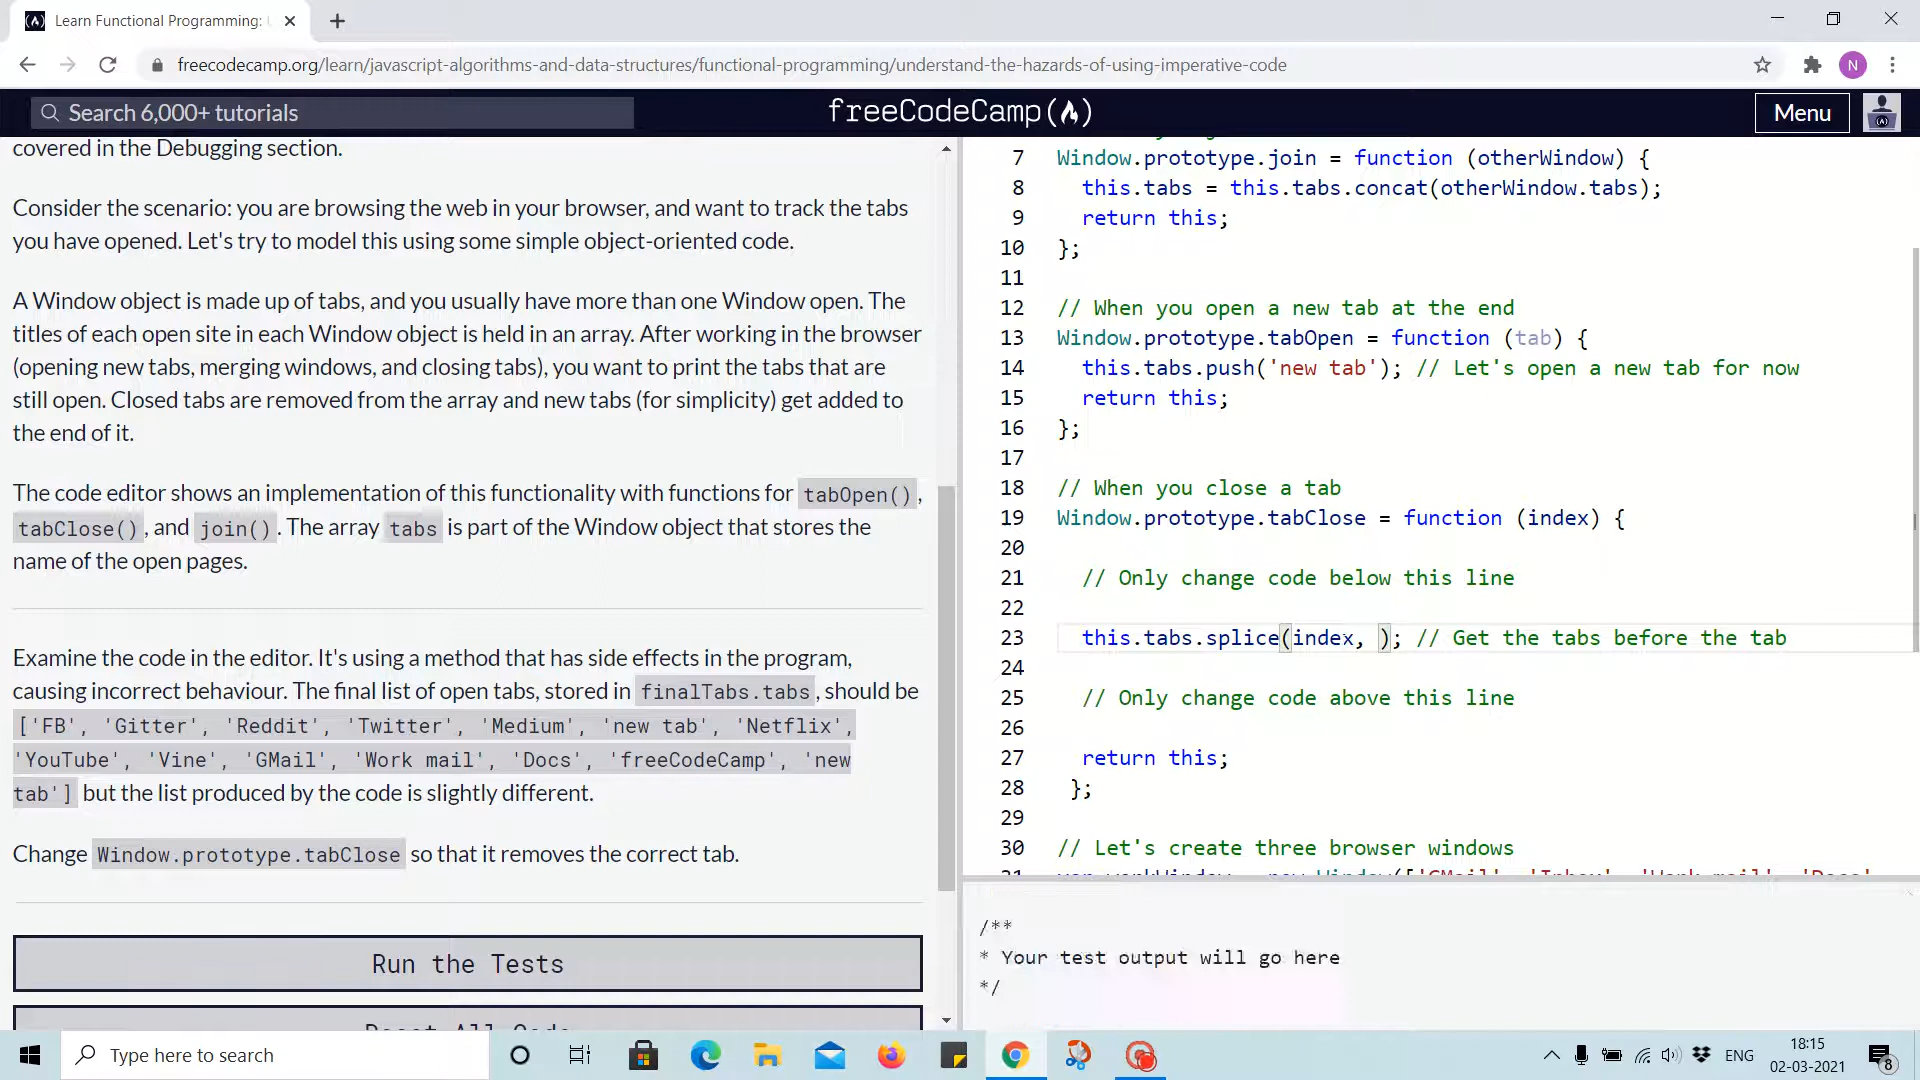 Learn Functional Programming:
freecodecamp.org/learn/javascript-algorithms-and-data-structures/functional-programming/understand-the-hazards-of-using-imperative-code
N
Search 6,000+ tutorials
freeCodeCamp(🔥)
Menu
covered in the Debugging section.
Consider the scenario: you are browsing the web in your browser, and want to track the tabs
you have opened. Let's try to model this using some simple object-oriented code.
A Window object is made up of tabs, and you usually have more than one Window open. The
titles of each open site in each Window object is held in an array. After working in the browser
(opening new tabs, merging windows, and closing tabs), you want to print the tabs that are
still open. Closed tabs are removed from the array and new tabs (for simplicity) get added to
the end of it.
The code editor shows an implementation of this functionality with functions for tabOpen(),
tabClose(), and join(). The array tabs is part of the Window object that stores the
name of the open pages.
Examine the code in the editor. It's using a method that has side effects in the program,
causing incorrect behaviour. The final list of open tabs, stored in finalTabs.tabs, should be
['FB', 'Gitter', 'Reddit', 'Twitter', 'Medium', 'new tab', 'Netflix',
'YouTube', 'Vine', 'GMail', 'Work mail', 'Docs', 'freeCodeCamp', 'new
tab'] but the list produced by the code is slightly different.
Change Window.prototype.tabClose so that it removes the correct tab.
Run the Tests
Reset All Code
7 Window.prototype.join = function (otherWindow) {
8 this.tabs = this.tabs.concat(otherWindow.tabs);
9 return this;
10 };
11
12 // When you open a new tab at the end
13 Window.prototype.tabOpen = function (tab) {
14 this.tabs.push('new tab'); // Let's open a new tab for now
15 return this;
16 };
17
18 // When you close a tab
19 Window.prototype.tabClose = function (index) {
20
21 // Only change code below this line
22
23 this.tabs.splice(index, ); // Get the tabs before the tab
24
25 // Only change code above this line
26
27 return this;
28 };
29
30 // Let's create three browser windows
31 var workWindow = new Window(['GMail', 'Inbox', 'Work mail', 'Docs',
/**
* Your test output will go here
*/
Type here to search
ENG
18:15
02-03-2021
8